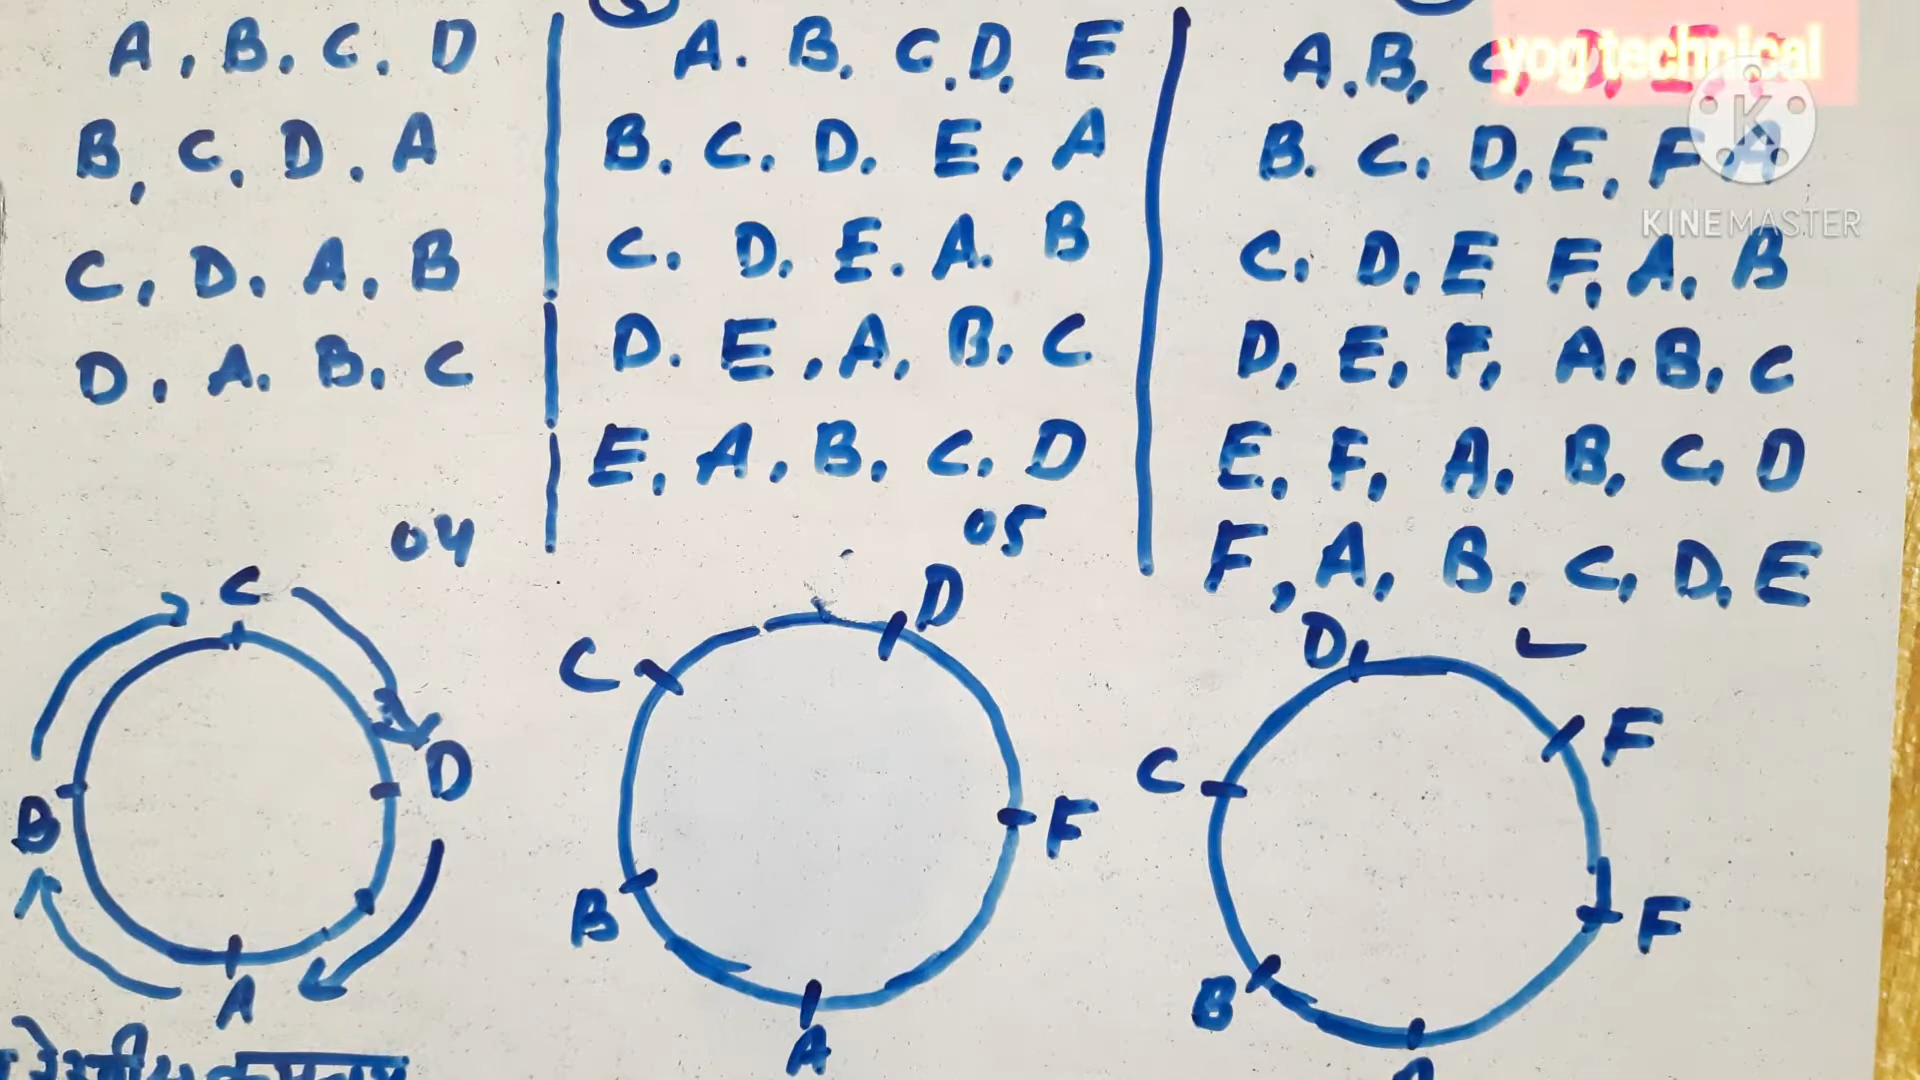 A, B, C, D
B, C, D, A
C, D, A, B
D, A, B, C
04
A. B, C, D, E
B. C. D. E, A
C. D. E. A. B
D. E, A, B. C
E, A, B, C, D
05
yog technical
A, B, C
B. C. D, E, F A
KINEMASTER
C. D, E F, A, B
D, E, F, A, B, C
E, F, A, B, C, D
F, A, B, C, D, E
C
D
B
A
D
C
F
B
A
D
F
C
F
B
A